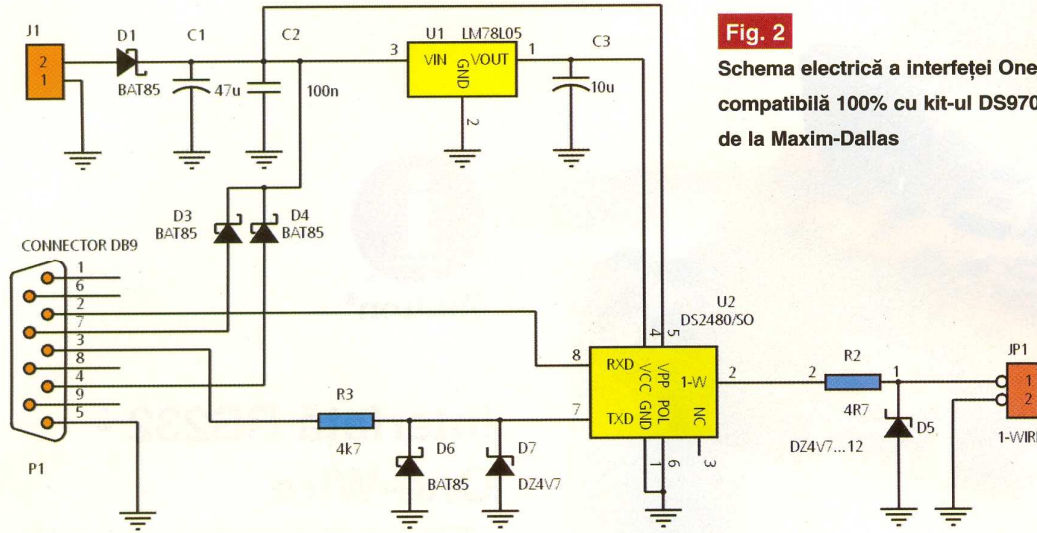 Fig. 2
Schema electrică a interfeței One
compatibilă 100% cu kit-ul DS970
de la Maxim-Dallas
J1
2
1
D1
BAT85
C1
47u
C2
100n
U1 LM78L05
3
VIN
VOUT
GND
1
2
C3
10u
D3
BAT85
D4
BAT85
CONNECTOR DB9
1
6
2
7
3
8
4
9
5
P1
R3
4k7
D6
BAT85
D7
DZ4V7
U2
DS2480/SO
4
5
8
RXD
VCC
VPP
1-W
2
7
TXD
GND
POL
NC
1
6
3
2
R2
1
4R7
DZ4V7...12
D5
JP1
1
2
1-WIR